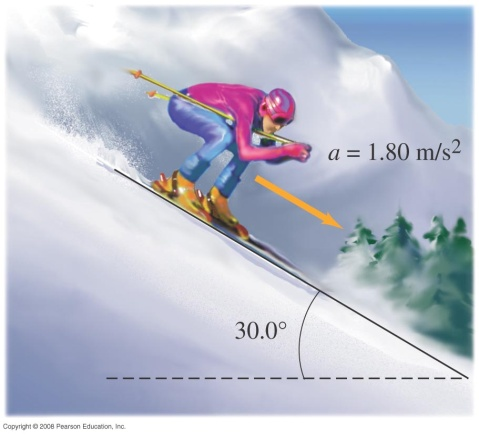 a = 1.80 m/s²
30.0°
Copyright © 2008 Pearson Education, Inc.